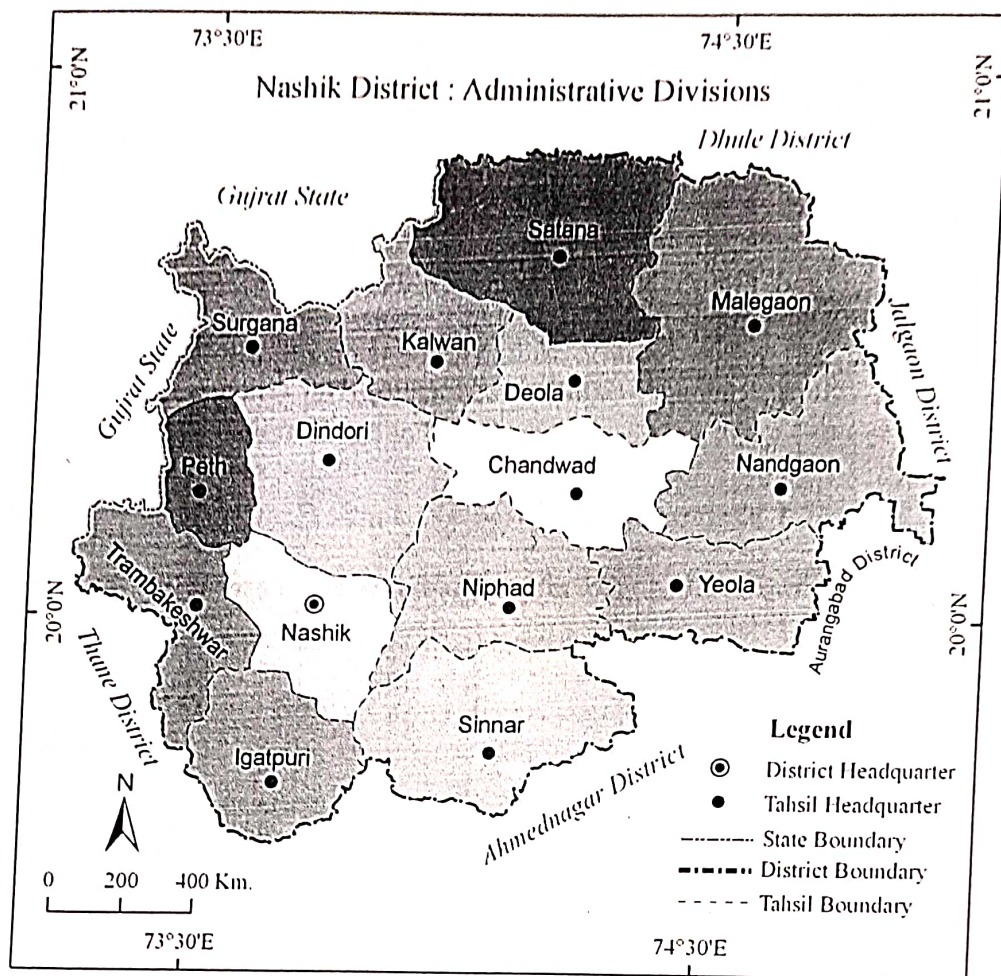 73°30'E 74°30'E
21°0'N 21°0'N
Nashik District : Administrative Divisions
Dhule District
Gujrat State
Satana
Malegaon
Surgana
Kalwan
Gujrat State
Jalgaon District
Deola
Dindori
Chandwad
Nandgaon
Peth
Trambakeshwar
Niphad
Yeola
Aurangabad District
20°0'N 20°0'N
Nashik
Thane District
Sinnar
Igatpuri
Ahmednagar District
N
0 200 400 Km.
Legend
District Headquarter
Tahsil Headquarter
State Boundary
District Boundary
Tahsil Boundary
73°30'E 74°30'E